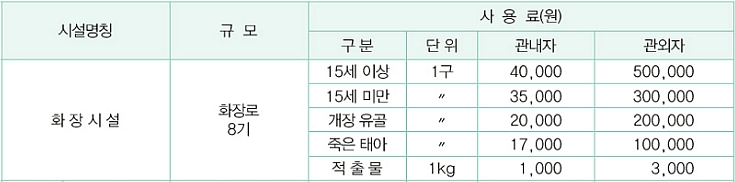 시설명칭 규 모 사 용 료(원)
구 분 단 위 관내자 관외자
화 장 시 설 화장로 8기 15세 이상 1구 40,000 500,000
15세 미만 〃 35,000 300,000
개장 유골 〃 20,000 200,000
죽은 태아 〃 17,000 100,000
적 출 물 1kg 1,000 3,000